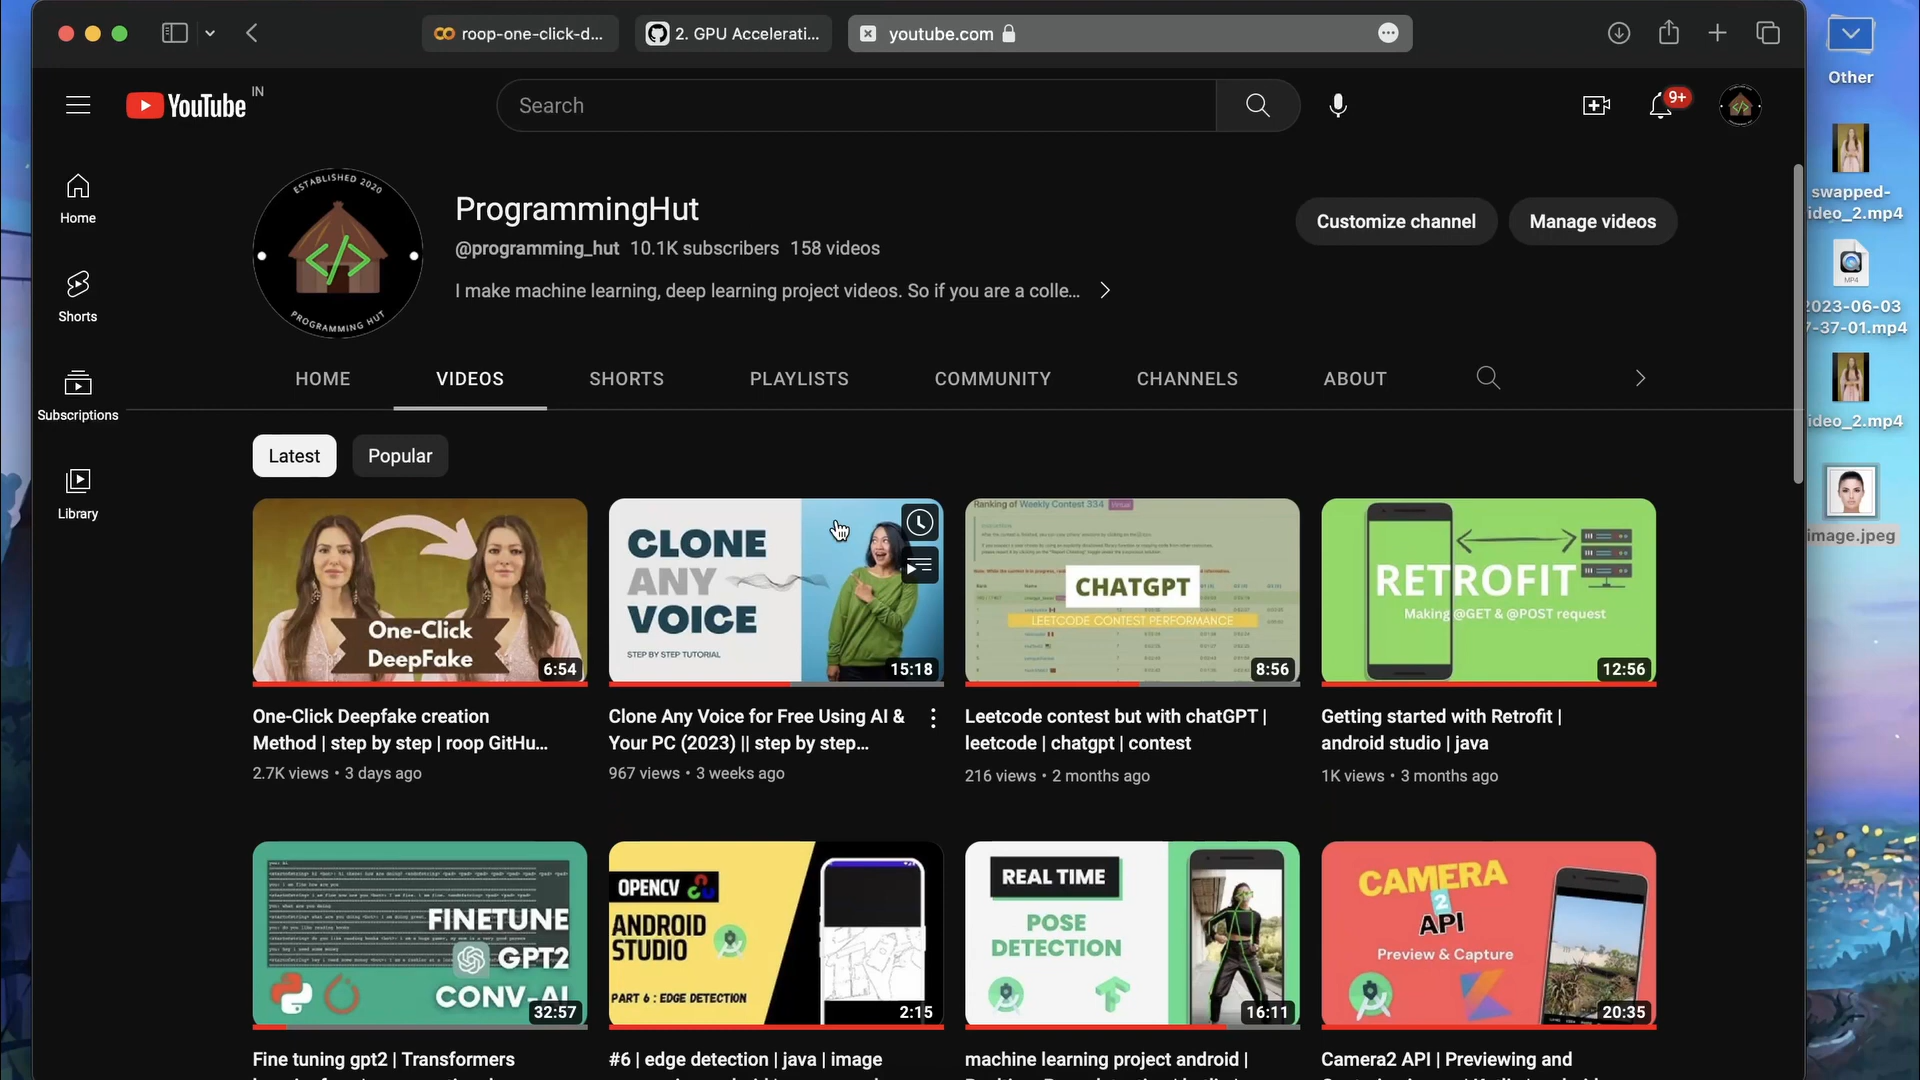 roop-one-click-d...
2. GPU Accelerati...
youtube.com
Other
YouTube
IN
Search
9+
swapped-
ideo_2.mp4
Home
ESTABLISHED 2020
</>
PROGRAMMING HUT
ProgrammingHut
@programming_hut 10.1K subscribers 158 videos
I make machine learning, deep learning project videos. So if you are a colle...
Customize channel
Manage videos
MP4
2023-06-03
7-37-01.mp4
Shorts
HOME
VIDEOS
SHORTS
PLAYLISTS
COMMUNITY
CHANNELS
ABOUT
Subscriptions
ideo_2.mp4
Latest
Popular
Library
image.jpeg
One-Click
DeepFake
6:54
CLONE
ANY
VOICE
STEP BY STEP TUTORIAL
15:18
Ranking of Weekly Contest 334
CHATGPT
LEETCODE CONTEST PERFORMANCE
8:56
RETROFIT
Making @GET & @POST request
12:56
One-Click Deepfake creation
Method | step by step | roop GitHu...
2.7K views • 3 days ago
Clone Any Voice for Free Using AI &
Your PC (2023) || step by step...
967 views • 3 weeks ago
Leetcode contest but with chatGPT |
leetcode | chatgpt | contest
216 views • 2 months ago
Getting started with Retrofit |
android studio | java
1K views • 3 months ago
FINETUNE
GPT2
CONV-AI
32:57
OPENCV
ANDROID
STUDIO
PART 6 : EDGE DETECTION
2:15
REAL TIME
POSE
DETECTION
16:11
CAMERA
2
API
Preview & Capture
20:35
Fine tuning gpt2 | Transformers
#6 | edge detection | java | image
machine learning project android |
Camera2 API | Previewing and